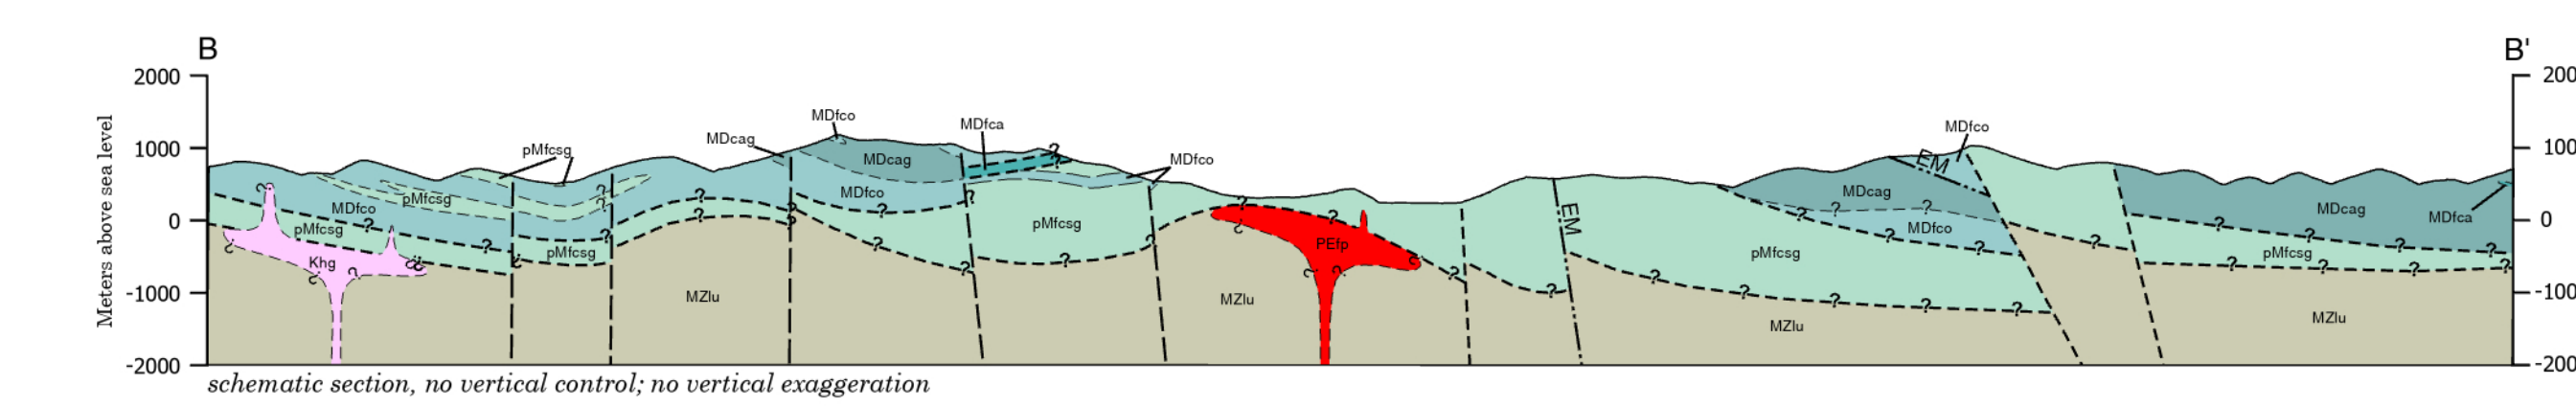 B
B'
2000
1000
0
-1000
-2000
200
100
0
-100
-200
Meters above sea level
pMfcsg
MDcag
MDfco
MDfca
MDfco
MDfco
MDcag
EM
MDfco
pMfcsg
MDfco
pMfcsg
pMfcsg
Khg
MZlu
MDcag
MDfco
pMfcsg
MZlu
PEfp
EM
pMfcsg
MDcag
MDfco
MZlu
MDcag
MDfca
pMfcsg
MZlu
? ? ? ? ? ? ? ? ? ? ? ? ? ? ? ? ? ? ? ? ? ? ? ? ? ? ? ? ? ? ? ? ? ? ? ? ? ? ? ? ? ? ? ? ? ? ? ? ? ?
schematic section, no vertical control; no vertical exaggeration